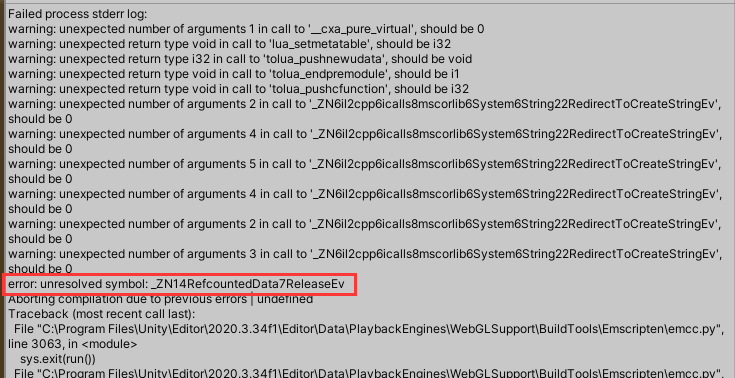 Failed process stderr log:
warning: unexpected number of arguments 1 in call to '__cxa_pure_virtual', should be 0
warning: unexpected return type void in call to 'lua_setmetatable', should be i32
warning: unexpected return type i32 in call to 'tolua_pushnewudata', should be void
warning: unexpected return type void in call to 'tolua_endpremodule', should be i1
warning: unexpected return type void in call to 'tolua_pushcfunction', should be i32
warning: unexpected number of arguments 2 in call to '_ZN6il2cpp6icalls8mscorlib6System6String22RedirectToCreateStringEv',
should be 0
warning: unexpected number of arguments 4 in call to '_ZN6il2cpp6icalls8mscorlib6System6String22RedirectToCreateStringEv',
should be 0
warning: unexpected number of arguments 5 in call to '_ZN6il2cpp6icalls8mscorlib6System6String22RedirectToCreateStringEv',
should be 0
warning: unexpected number of arguments 4 in call to '_ZN6il2cpp6icalls8mscorlib6System6String22RedirectToCreateStringEv',
should be 0
warning: unexpected number of arguments 2 in call to '_ZN6il2cpp6icalls8mscorlib6System6String22RedirectToCreateStringEv',
should be 0
warning: unexpected number of arguments 3 in call to '_ZN6il2cpp6icalls8mscorlib6System6String22RedirectToCreateStringEv',
should be 0
error: unresolved symbol: _ZN14RefcountedData7ReleaseEv
Aborting compilation due to previous errors | undefined
Traceback (most recent call last):
File "C:\Program Files\Unity\Editor\2020.3.34f1\Editor\Data\PlaybackEngines\WebGLSupport\BuildTools\Emscripten\emcc.py",
line 3063, in <module>
sys.exit(run())
File "C:\Program Files\Unity\Editor\2020.3.34f1\Editor\Data\PlaybackEngines\WebGLSupport\BuildTools\Emscripten\emcc.py",